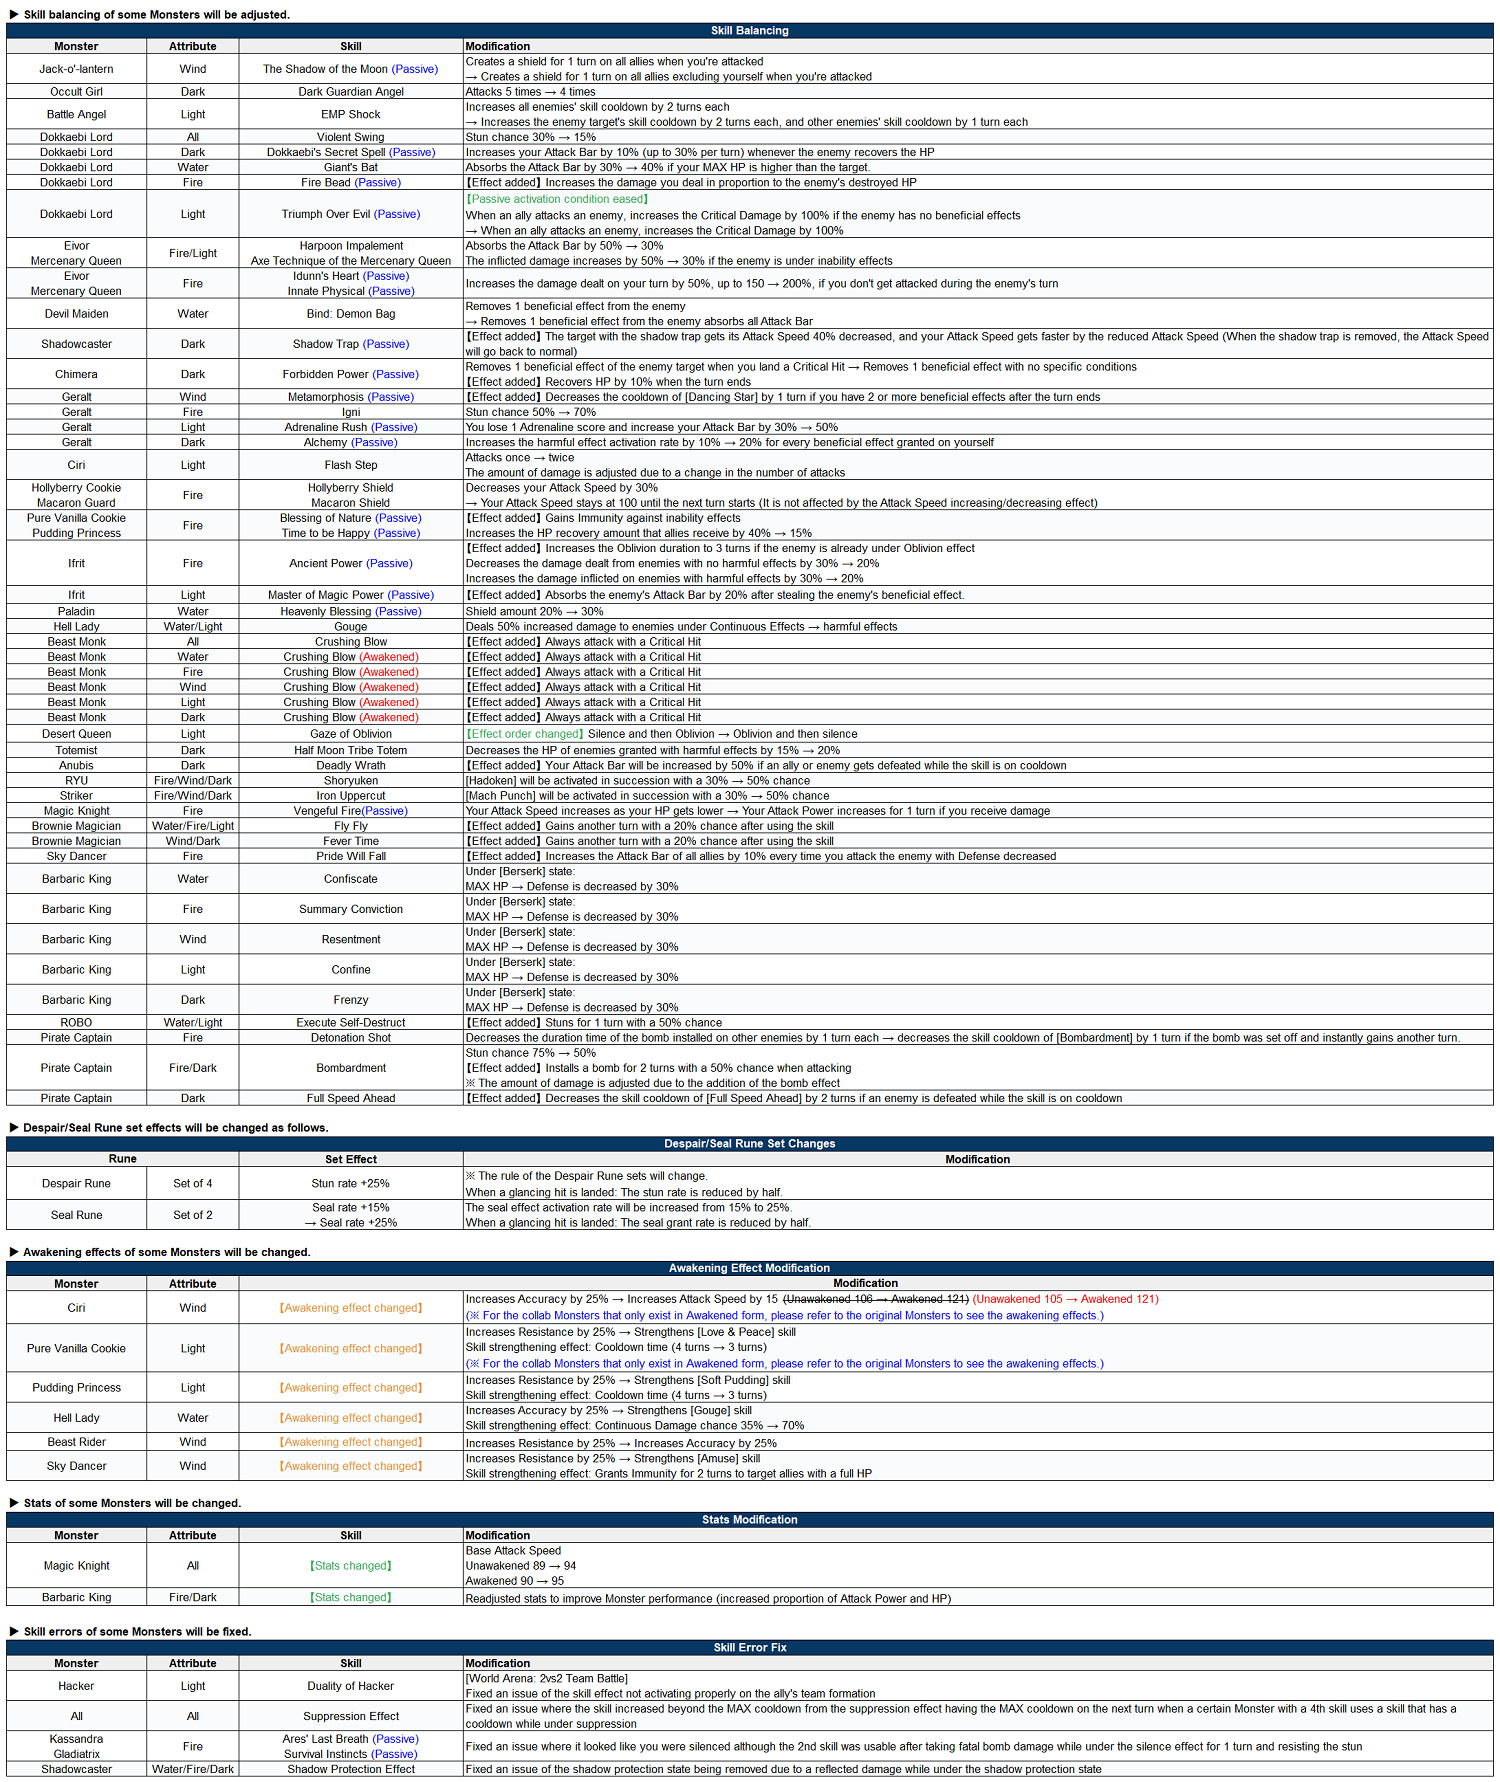 ▶ Skill balancing of some Monsters will be adjusted.
Skill Balancing
Monster Attribute Skill Modification
Jack-o'-lantern Wind The Shadow of the Moon (Passive) Creates a shield for 1 turn on all allies when you're attacked
→ Creates a shield for 1 turn on all allies excluding yourself when you're attacked
Occult Girl Dark Dark Guardian Angel Attacks 5 times → 4 times
Battle Angel Light EMP Shock Increases all enemies' skill cooldown by 2 turns each
→ Increases the enemy target's skill cooldown by 2 turns each, and other enemies' skill cooldown by 1 turn each
Dokkaebi Lord All Violent Swing Stun chance 30% → 15%
Dokkaebi Lord Dark Dokkaebi's Secret Spell (Passive) Increases your Attack Bar by 10% (up to 30% per turn) whenever the enemy recovers the HP
Dokkaebi Lord Water Giant's Bat Absorbs the Attack Bar by 30% → 40% if your MAX HP is higher than the target.
Dokkaebi Lord Fire Fire Bead (Passive) 【Effect added】 Increases the damage you deal in proportion to the enemy's destroyed HP
Dokkaebi Lord Light Triumph Over Evil (Passive) 【Passive activation condition eased】
When an ally attacks an enemy, increases the Critical Damage by 100% if the enemy has no beneficial effects
→ When an ally attacks an enemy, increases the Critical Damage by 100%
Eivor Fire/Light Harpoon Impalement Absorbs the Attack Bar by 50% → 30%
Mercenary Queen Axe Technique of the Mercenary Queen The inflicted damage increases by 50% → 30% if the enemy is under inability effects
Eivor Fire Idunn's Heart (Passive) Increases the damage dealt on your turn by 50%, up to 150 → 200%, if you don't get attacked during the enemy's turn
Mercenary Queen Innate Physical (Passive)
Devil Maiden Water Bind: Demon Bag Removes 1 beneficial effect from the enemy
→ Removes 1 beneficial effect from the enemy absorbs all Attack Bar
Shadowcaster Dark Shadow Trap (Passive) 【Effect added】 The target with the shadow trap gets its Attack Speed 40% decreased, and your Attack Speed gets faster by the reduced Attack Speed (When the shadow trap is removed, the Attack Speed
will go back to normal)
Chimera Dark Forbidden Power (Passive) Removes 1 beneficial effect of the enemy target when you land a Critical Hit → Removes 1 beneficial effect with no specific conditions
【Effect added】 Recovers HP by 10% when the turn ends
Geralt Wind Metamorphosis (Passive) 【Effect added】 Decreases the cooldown of [Dancing Star] by 1 turn if you have 2 or more beneficial effects after the turn ends
Geralt Fire Igni Stun chance 50% → 70%
Geralt Light Adrenaline Rush (Passive) You lose 1 Adrenaline score and increase your Attack Bar by 30% → 50%
Geralt Dark Alchemy (Passive) Increases the harmful effect activation rate by 10% → 20% for every beneficial effect granted on yourself
Ciri Light Flash Step Attacks once → twice
The amount of damage is adjusted due to a change in the number of attacks
Hollyberry Cookie Fire Hollyberry Shield Decreases your Attack Speed by 30%
Macaron Guard Macaron Shield → Your Attack Speed stays at 100 until the next turn starts (It is not affected by the Attack Speed increasing/decreasing effect)
Pure Vanilla Cookie Fire Blessing of Nature (Passive) 【Effect added】 Gains Immunity against inability effects
Pudding Princess Time to be Happy (Passive) Increases the HP recovery amount that allies receive by 40% → 15%
Ifrit Fire Ancient Power (Passive) 【Effect added】 Increases the Oblivion duration to 3 turns if the enemy is already under Oblivion effect
Decreases the damage dealt from enemies with no harmful effects by 30% → 20%
Increases the damage inflicted on enemies with harmful effects by 30% → 20%
Ifrit Light Master of Magic Power (Passive) 【Effect added】 Absorbs the enemy's Attack Bar by 20% after stealing the enemy's beneficial effect.
Paladin Water Heavenly Blessing (Passive) Shield amount 20% → 30%
Hell Lady Water/Light Gouge Deals 50% increased damage to enemies under Continuous Effects → harmful effects
Beast Monk All Crushing Blow 【Effect added】 Always attack with a Critical Hit
Beast Monk Water Crushing Blow (Awakened) 【Effect added】 Always attack with a Critical Hit
Beast Monk Fire Crushing Blow (Awakened) 【Effect added】 Always attack with a Critical Hit
Beast Monk Wind Crushing Blow (Awakened) 【Effect added】 Always attack with a Critical Hit
Beast Monk Light Crushing Blow (Awakened) 【Effect added】 Always attack with a Critical Hit
Beast Monk Dark Crushing Blow (Awakened) 【Effect added】 Always attack with a Critical Hit
Desert Queen Light Gaze of Oblivion 【Effect order changed】 Silence and then Oblivion → Oblivion and then silence
Totemist Dark Half Moon Tribe Totem Decreases the HP of enemies granted with harmful effects by 15% → 20%
Anubis Dark Deadly Wrath 【Effect added】 Your Attack Bar will be increased by 50% if an ally or enemy gets defeated while the skill is on cooldown
RYU Fire/Wind/Dark Shoryuken [Hadoken] will be activated in succession with a 30% → 50% chance
Striker Fire/Wind/Dark Iron Uppercut [Mach Punch] will be activated in succession with a 30% → 50% chance
Magic Knight Fire Vengeful Fire(Passive) Your Attack Speed increases as your HP gets lower → Your Attack Power increases for 1 turn if you receive damage
Brownie Magician Water/Fire/Light Fly Fly 【Effect added】 Gains another turn with a 20% chance after using the skill
Brownie Magician Wind/Dark Fever Time 【Effect added】 Gains another turn with a 20% chance after using the skill
Sky Dancer Fire Pride Will Fall 【Effect added】 Increases the Attack Bar of all allies by 10% every time you attack the enemy with Defense decreased
Barbaric King Water Confiscate Under [Berserk] state:
MAX HP → Defense is decreased by 30%
Barbaric King Fire Summary Conviction Under [Berserk] state:
MAX HP → Defense is decreased by 30%
Barbaric King Wind Resentment Under [Berserk] state:
MAX HP → Defense is decreased by 30%
Barbaric King Light Confine Under [Berserk] state:
MAX HP → Defense is decreased by 30%
Barbaric King Dark Frenzy Under [Berserk] state:
MAX HP → Defense is decreased by 30%
ROBO Water/Light Execute Self-Destruct 【Effect added】 Stuns for 1 turn with a 50% chance
Pirate Captain Fire Detonation Shot Decreases the duration time of the bomb installed on other enemies by 1 turn each → decreases the skill cooldown of [Bombardment] by 1 turn if the bomb was set off and instantly gains another turn.
Pirate Captain Fire/Dark Bombardment Stun chance 75% → 50%
【Effect added】 Installs a bomb for 2 turns with a 50% chance when attacking
※ The amount of damage is adjusted due to the addition of the bomb effect
Pirate Captain Dark Full Speed Ahead 【Effect added】 Decreases the skill cooldown of [Full Speed Ahead] by 2 turns if an enemy is defeated while the skill is on cooldown
▶ Despair/Seal Rune set effects will be changed as follows.
Despair/Seal Rune Set Changes
Rune Set Effect Modification
Despair Rune Set of 4 Stun rate +25% ※ The rule of the Despair Rune sets will change.
When a glancing hit is landed: The stun rate is reduced by half.
Seal Rune Set of 2 Seal rate +15% The seal effect activation rate will be increased from 15% to 25%.
→ Seal rate +25% When a glancing hit is landed: The seal grant rate is reduced by half.
▶ Awakening effects of some Monsters will be changed.
Awakening Effect Modification
Monster Attribute Modification
Ciri Wind 【Awakening effect changed】 Increases Accuracy by 25% → Increases Attack Speed by 15 (Unawakened 106 → Awakened 121) (Unawakened 105 → Awakened 121)
(※ For the collab Monsters that only exist in Awakened form, please refer to the original Monsters to see the awakening effects.)
Pure Vanilla Cookie Light 【Awakening effect changed】 Increases Resistance by 25% → Strengthens [Love & Peace] skill
Skill strengthening effect: Cooldown time (4 turns → 3 turns)
(※ For the collab Monsters that only exist in Awakened form, please refer to the original Monsters to see the awakening effects.)
Pudding Princess Light 【Awakening effect changed】 Increases Resistance by 25% → Strengthens [Soft Pudding] skill
Skill strengthening effect: Cooldown time (4 turns → 3 turns)
Hell Lady Water 【Awakening effect changed】 Increases Accuracy by 25% → Strengthens [Gouge] skill
Skill strengthening effect: Continuous Damage chance 35% → 70%
Beast Rider Wind 【Awakening effect changed】 Increases Resistance by 25% → Increases Accuracy by 25%
Sky Dancer Wind 【Awakening effect changed】 Increases Resistance by 25% → Strengthens [Amuse] skill
Skill strengthening effect: Grants Immunity for 2 turns to target allies with a full HP
▶ Stats of some Monsters will be changed.
Stats Modification
Monster Attribute Skill Modification
Magic Knight All 【Stats changed】 Base Attack Speed
Unawakened 89 → 94
Awakened 90 → 95
Barbaric King Fire/Dark 【Stats changed】 Readjusted stats to improve Monster performance (increased proportion of Attack Power and HP)
▶ Skill errors of some Monsters will be fixed.
Skill Error Fix
Monster Attribute Skill Modification
Hacker Light Duality of Hacker [World Arena: 2vs2 Team Battle]
Fixed an issue of the skill effect not activating properly on the ally's team formation
All All Suppression Effect Fixed an issue where the skill increased beyond the MAX cooldown from the suppression effect having the MAX cooldown on the next turn when a certain Monster with a 4th skill uses a skill that has a
cooldown while under suppression
Kassandra Fire Ares' Last Breath (Passive) Fixed an issue where it looked like you were silenced although the 2nd skill was usable after taking fatal bomb damage while under the silence effect for 1 turn and resisting the stun
Gladiatrix Survival Instincts (Passive)
Shadowcaster Water/Fire/Dark Shadow Protection Effect Fixed an issue of the shadow protection state being removed due to a reflected damage while under the shadow protection state